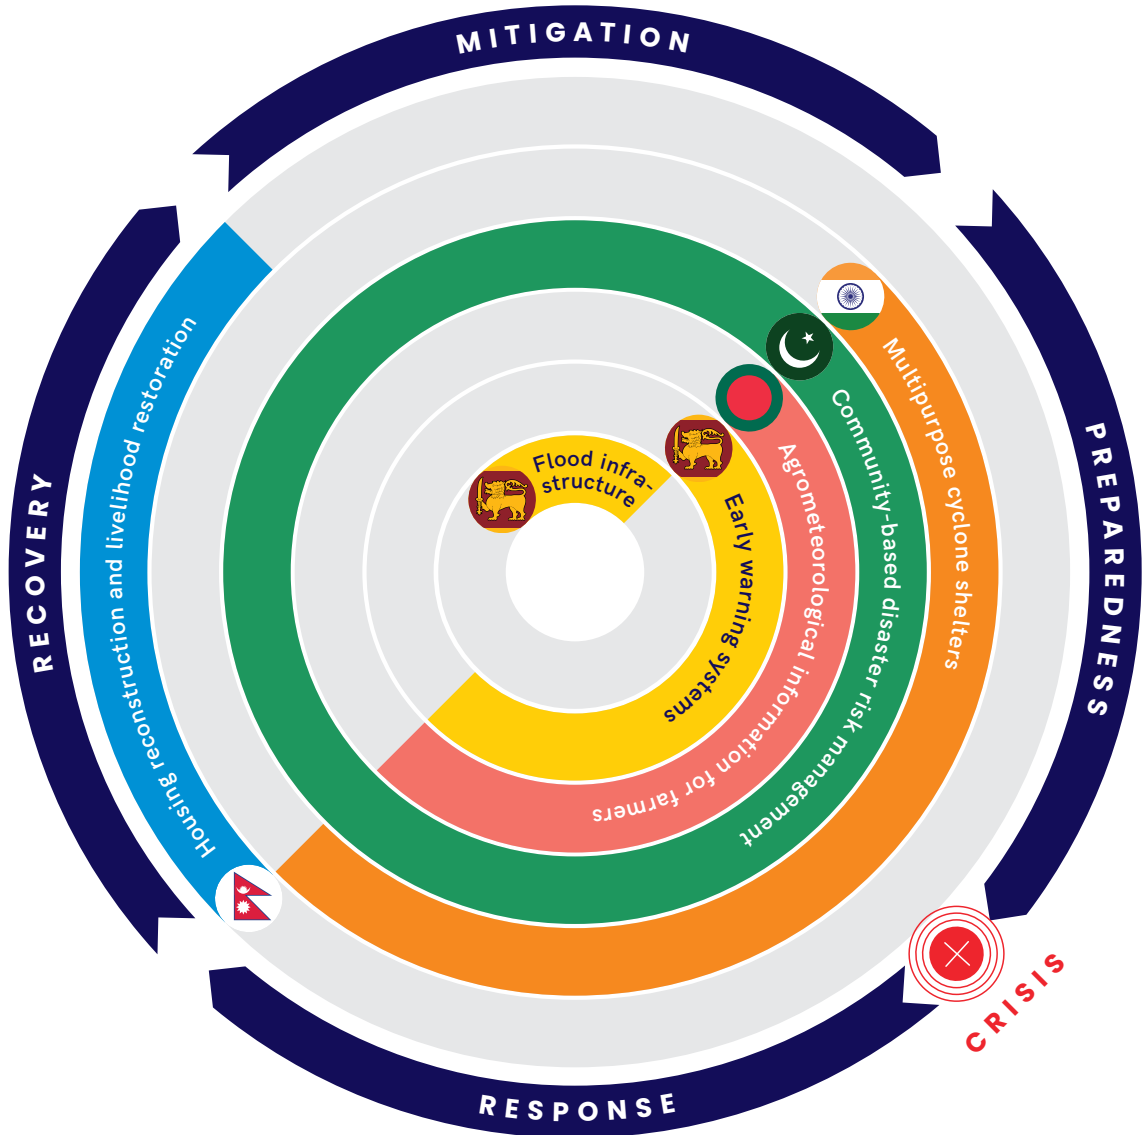 MITIGATION
PREPAREDNESS
CRISIS
RESPONSE
RECOVERY
Housing reconstruction and livelihood restoration
Multipurpose cyclone shelters
Community-based disaster risk management
Agrometeorological information for farmers
Early warning systems
Flood infra-
structure